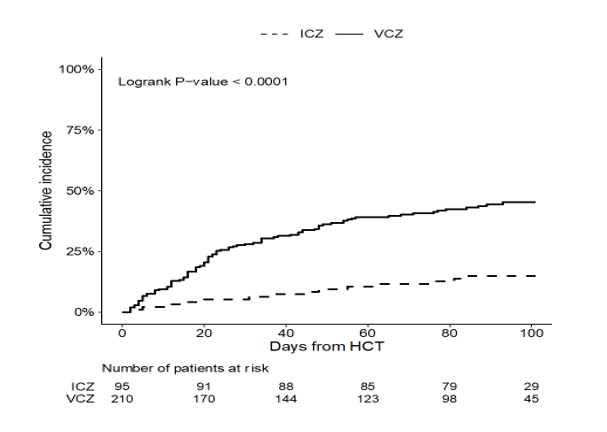 ICZ VCZ
100%
Logrank P-value < 0.0001
75%
50%
25%
0%
Cumulative incidence
0 20 40 60 80 100
Days from HCT
Number of patients at risk
ICZ 95 91 88 85 79 29
VCZ 210 170 144 123 98 45